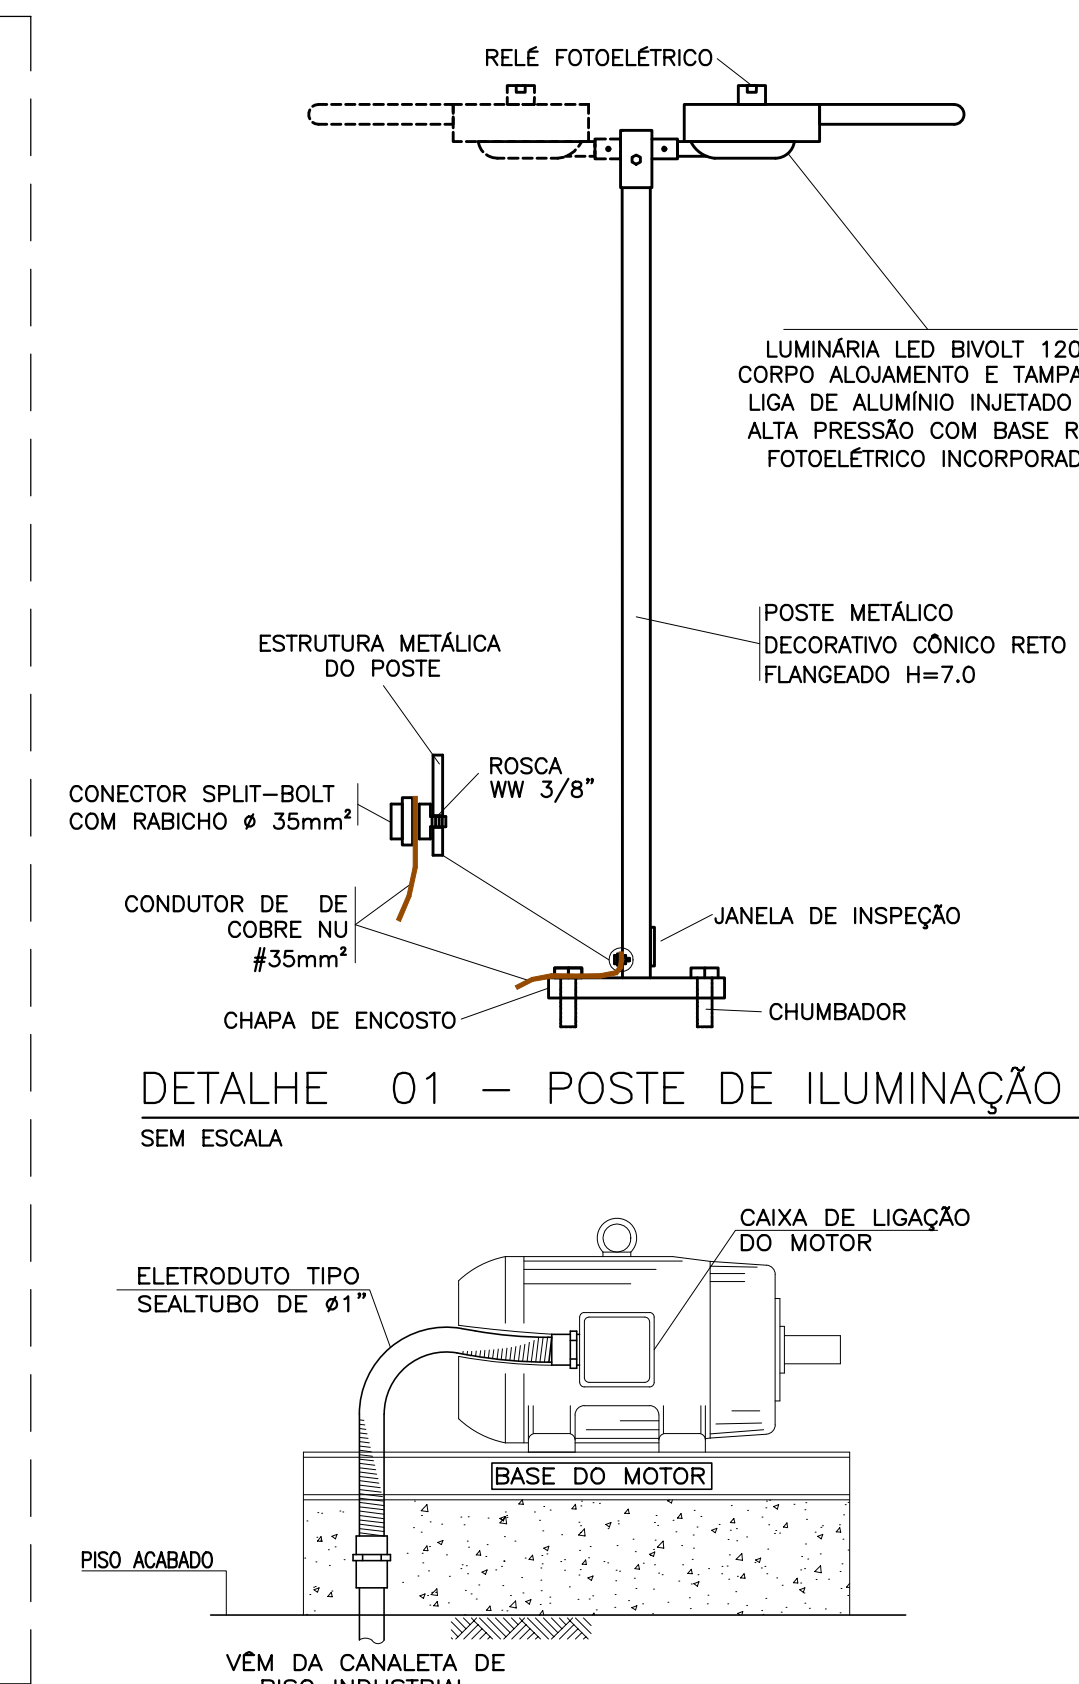 RELÉ FOTOELÉTRICO
LUMINÁRIA LED BIVOLT 120
CORPO ALOJAMENTO E TAMPA
LIGA DE ALUMÍNIO INJETADO
ALTA PRESSÃO COM BASE R
FOTOELÉTRICO INCORPORAD
POSTE METÁLICO
DECORATIVO CÔNICO RETO
FLANGEADO H=7.0
ESTRUTURA METÁLICA
DO POSTE
ROSCA
WW 3/8"
CONECTOR SPLIT-BOLT
COM RABICHO ø 35mm²
CONDUTOR DE DE
COBRE NU
#35mm²
JANELA DE INSPEÇÃO
CHAPA DE ENCOSTO
CHUMBADOR
DETALHE 01 - POSTE DE ILUMINAÇÃO
SEM ESCALA
CAIXA DE LIGAÇÃO
DO MOTOR
ELETRODUTO TIPO
SEALTUBO DE ø1"
BASE DO MOTOR
PISO ACABADO
VÊM DA CANALETA DE
PISO INDUSTRIAL